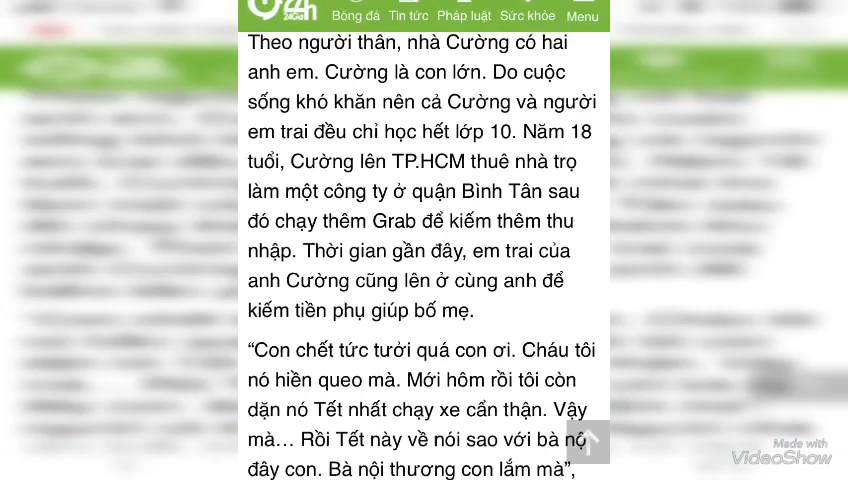 24h
Bóng đá Tin tức Pháp luật Sức khỏe Menu
Theo người thân, nhà Cường có hai
anh em. Cường là con lớn. Do cuộc
sống khó khăn nên cả Cường và người
em trai đều chỉ học hết lớp 10. Năm 18
tuổi, Cường lên TP.HCM thuê nhà trọ
làm một công ty ở quận Bình Tân sau
đó chạy thêm Grab để kiếm thêm thu
nhập. Thời gian gần đây, em trai của
anh Cường cũng lên ở cùng anh để
kiếm tiền phụ giúp bố mẹ.
“Con chết tức tưởi quá con ơi. Cháu tôi
nó hiền queo mà. Mới hôm rồi tôi còn
dặn nó Tết nhất chạy xe cẩn thận. Vậy
mà… Rồi Tết này về nói sao với bà nộ
đây con. Bà nội thương con lắm mà”,
Made with
VideoShow